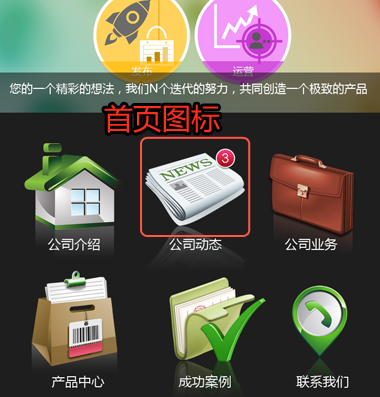 发布
运营
您的一个精彩的想法，我们N个迭代的努力，共同创造一个极致的产品
首页图标
NEWS
3
公司介绍
公司动态
公司业务
产品中心
成功案例
联系我们